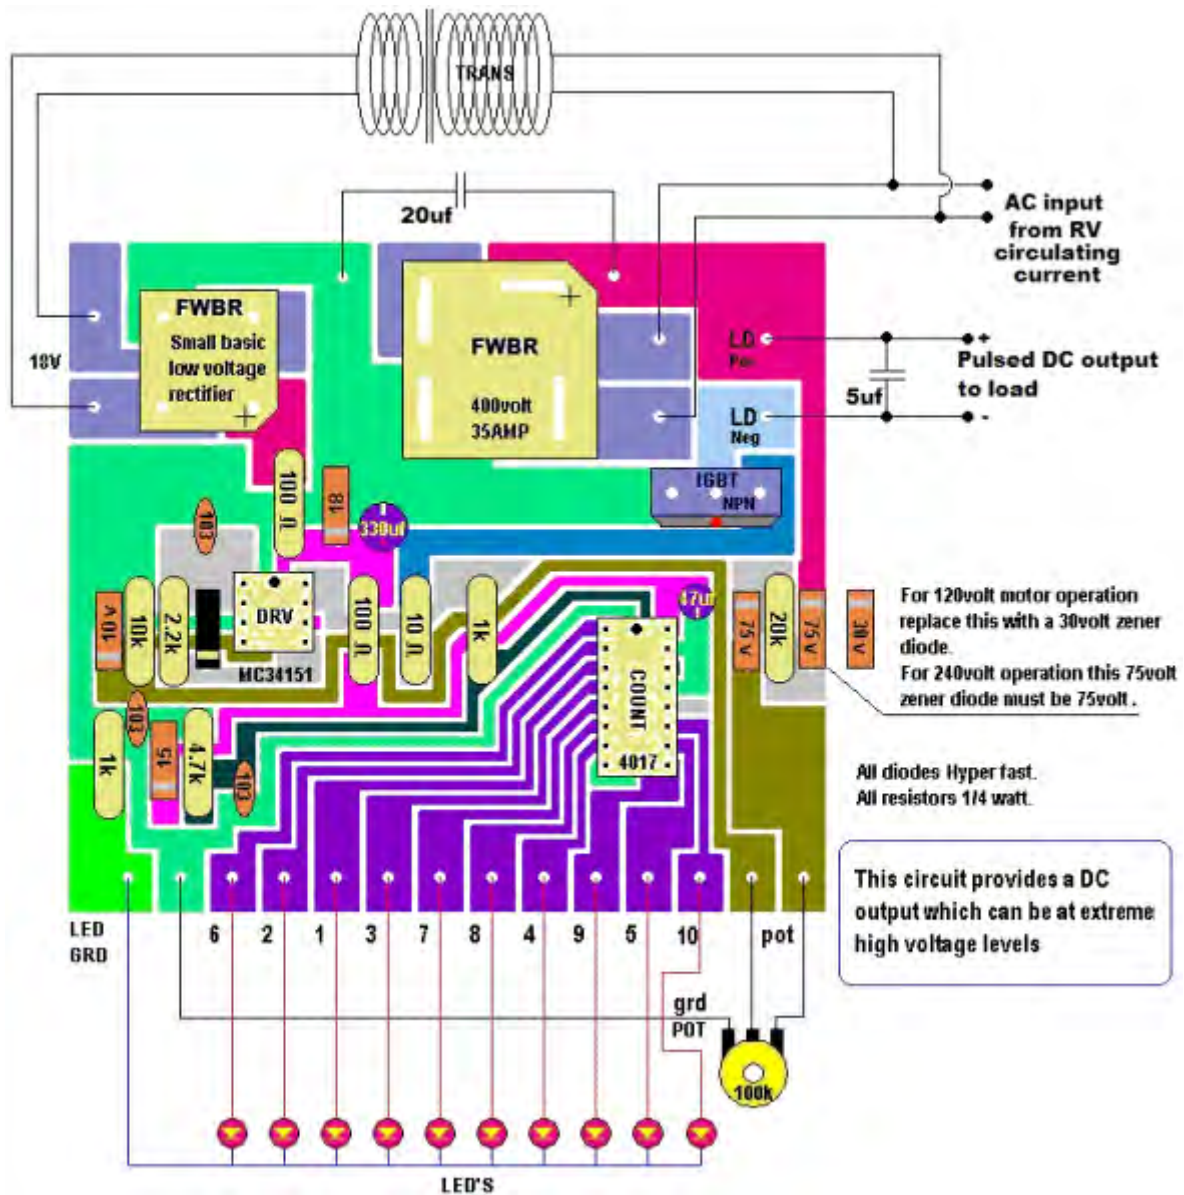 TRANS
20uf
AC input
from RV
circulating
current
FWBR
Small basic
low voltage
rectifier
+
18V
FWBR
400volt
35AMP
+
LD
Pos
LD
Neg
+
Pulsed DC output
to load
-
5uf
IGBT
NPN
100 Ω
18
330uf
103
10k
2.2k
DRV
MC34151
100 Ω
10 Ω
1k
47uf
COUNT
4017
75v
20k
75v
30v
For 120volt motor operation
replace this with a 30volt zener
diode.
For 240volt operation this 75volt
zener diode must be 75volt .
1k
103
15
4.7k
103
All diodes Hyper fast.
All resistors 1/4 watt.
This circuit provides a DC
output which can be at extreme
high voltage levels
LED
GRD
6 2 1 3 7 8 4 9 5 10 pot
grd
POT
100k
LED'S